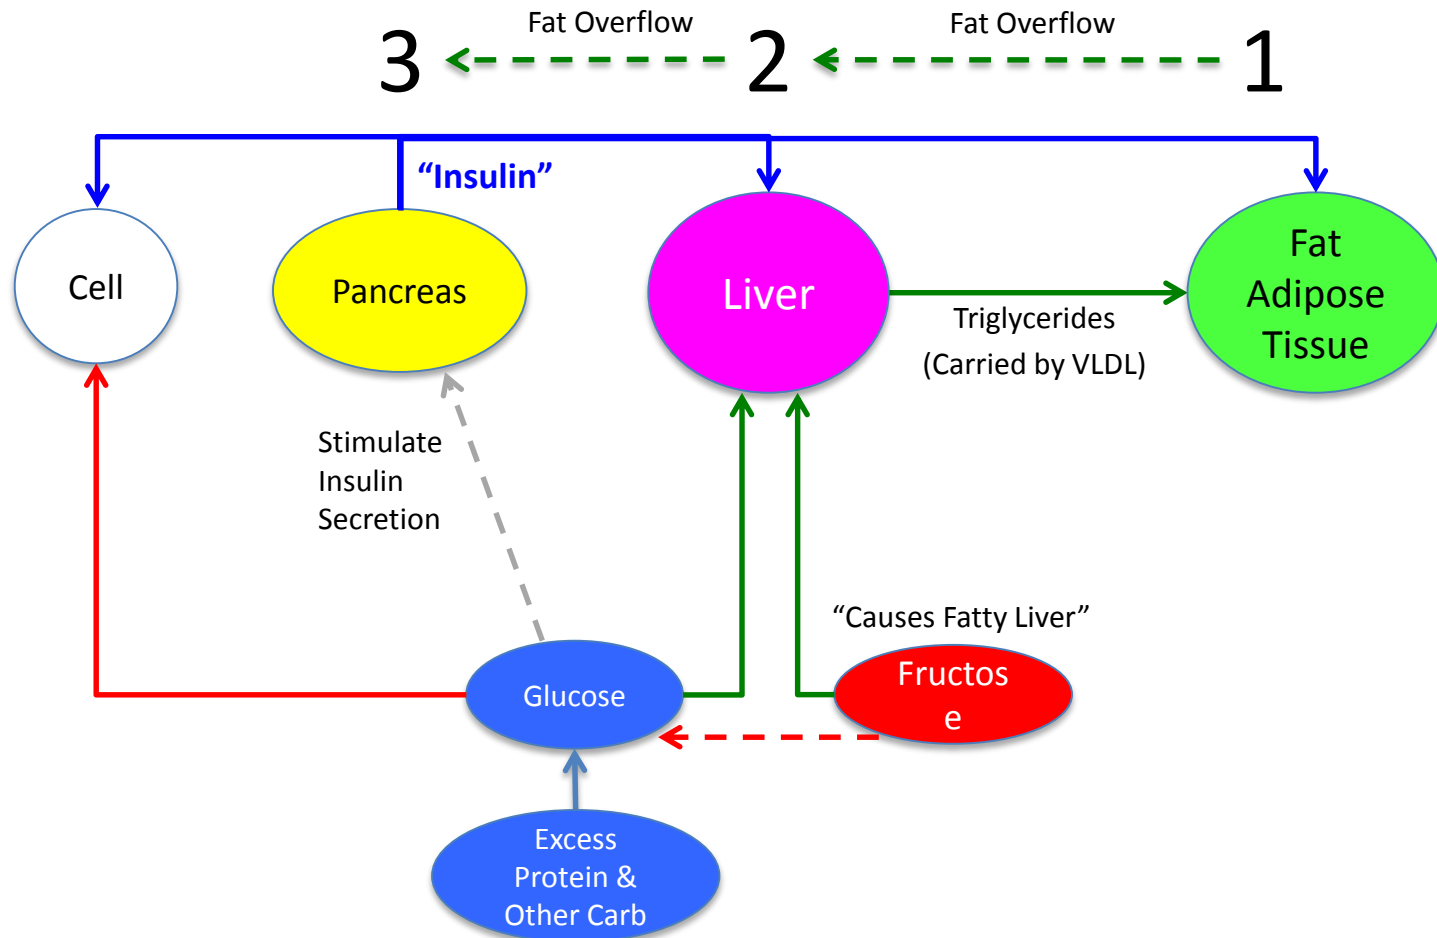 Fat Overflow
Fat Overflow
3
2
1
“Insulin”
Cell
Pancreas
Liver
Fat
Adipose
Tissue
Triglycerides
(Carried by VLDL)
Stimulate
Insulin
Secretion
“Causes Fatty Liver”
Glucose
Fructos
e
Excess
Protein &
Other Carb